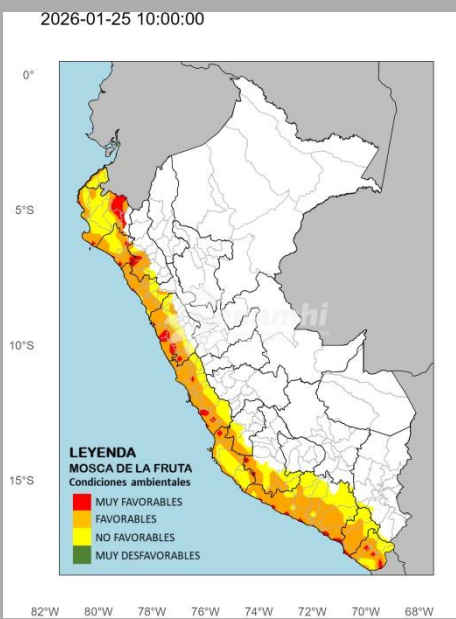 2026-01-25 10:00:00
0°
5°S
10°S
15°S
senamhi
LEYENDA
MOSCA DE LA FRUTA
Condiciones ambientales
MUY FAVORABLES
FAVORABLES
NO FAVORABLES
MUY DESFAVORABLES
82°W 80°W 78°W 76°W 74°W 72°W 70°W 68°W